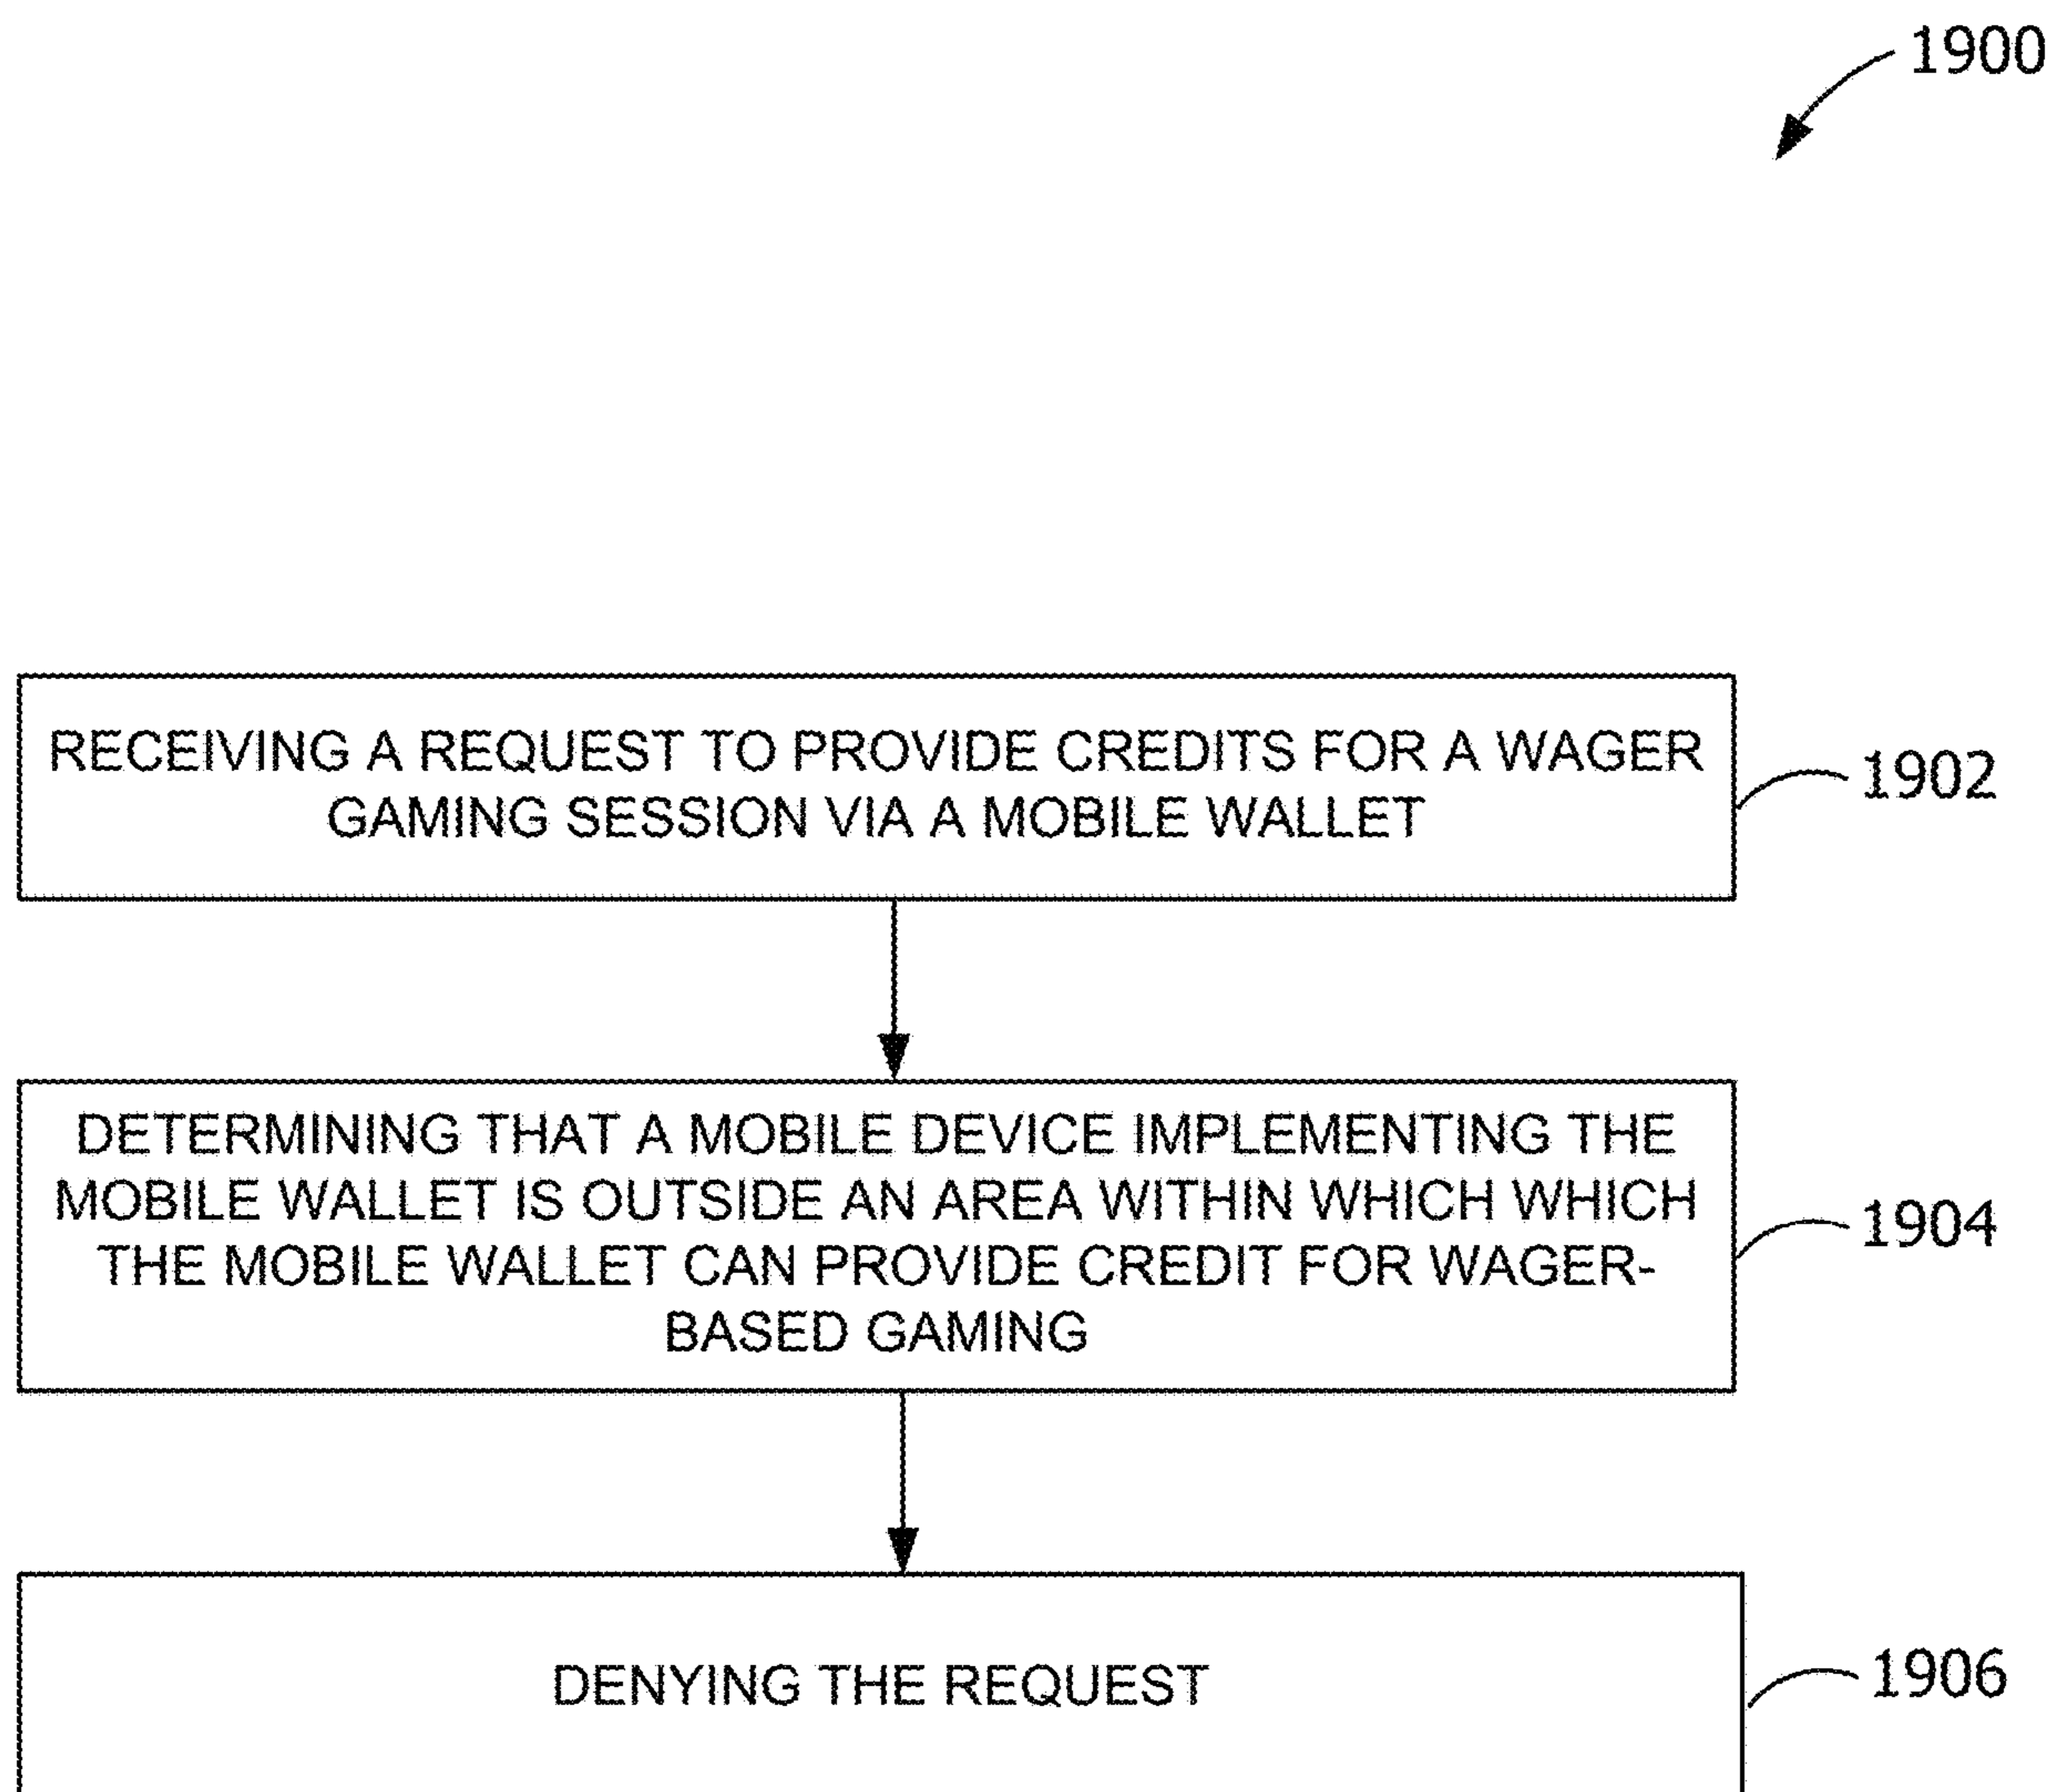 1900
RECEIVING A REQUEST TO PROVIDE CREDITS FOR A WAGER
GAMING SESSION VIA A MOBILE WALLET
1902
DETERMINING THAT A MOBILE DEVICE IMPLEMENTING THE
MOBILE WALLET IS OUTSIDE AN AREA WITHIN WHICH WHICH
THE MOBILE WALLET CAN PROVIDE CREDIT FOR WAGER-
BASED GAMING
1904
DENYING THE REQUEST
1906